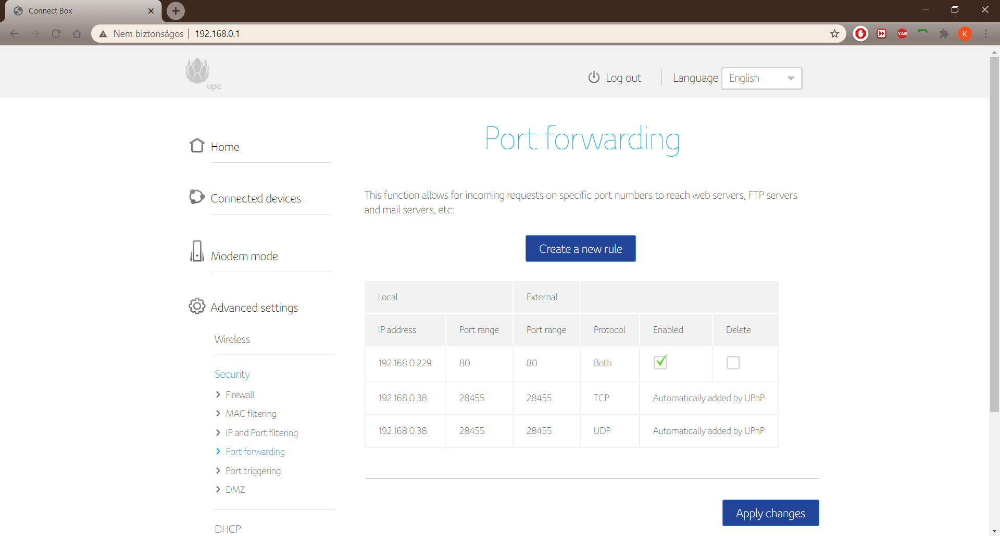 Connect Box
Nem biztonságos | 192.168.0.1
YAB
K
upc
Log out
Language
English
Home
Connected devices
Modem mode
Advanced settings
Wireless
Security
Firewall
MAC filtering
IP and Port filtering
Port forwarding
Port triggering
DMZ
DHCP
Port forwarding
This function allows for incoming requests on specific port numbers to reach web servers, FTP servers
and mail servers, etc:
Create a new rule
Local External
IP address Port range Port range Protocol Enabled Delete
192.168.0.229 80 80 Both
192.168.0.38 28455 28455 TCP Automatically added by UPnP
192.168.0.38 28455 28455 UDP Automatically added by UPnP
Apply changes